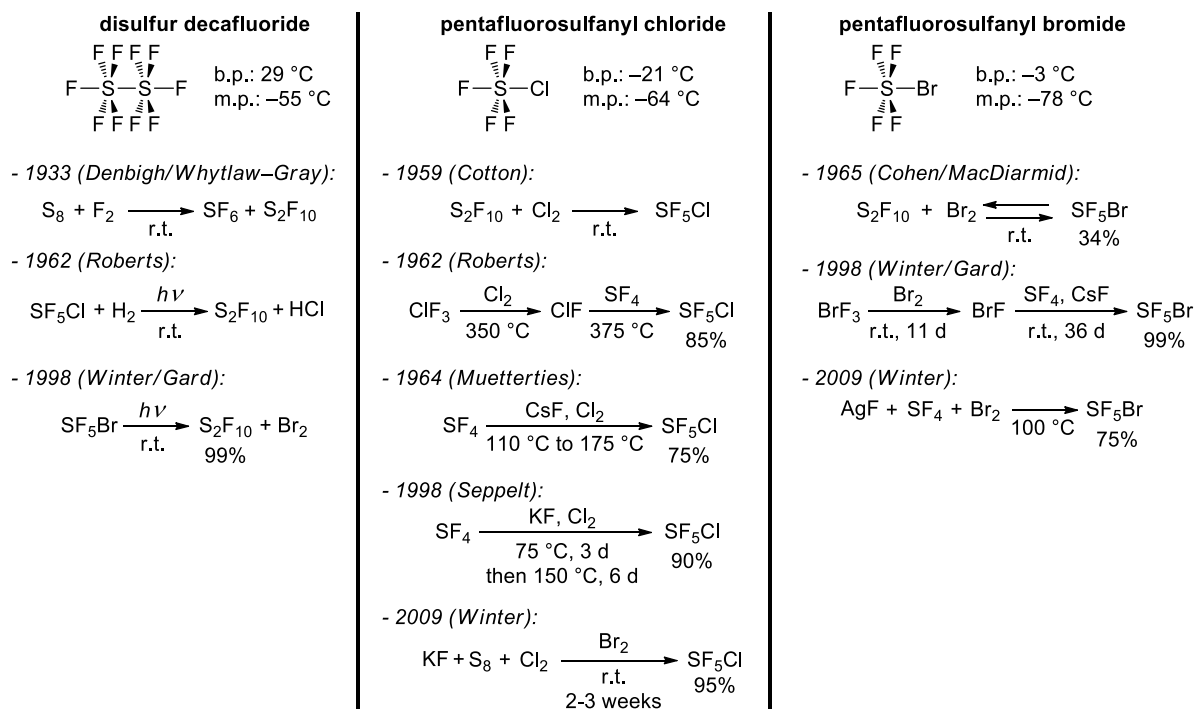 disulfur decafluoride
F F F F
F S S F
F F F F
b.p.: 29 °C
m.p.: –55 °C
- 1933 (Denbigh/Whytlaw–Gray):
S₈ + F₂ SF₆ + S₂F₁₀
r.t.
- 1962 (Roberts):
hν
SF₅Cl + H₂ S₂F₁₀ + HCl
r.t.
- 1998 (Winter/Gard):
hν
SF₅Br S₂F₁₀ + Br₂
r.t. 99%
pentafluorosulfanyl chloride
F F
F S Cl
F F
b.p.: –21 °C
m.p.: –64 °C
- 1959 (Cotton):
S₂F₁₀ + Cl₂ SF₅Cl
r.t.
- 1962 (Roberts):
Cl₂ SF₄
ClF₃ ClF SF₅Cl
350 °C 375 °C 85%
- 1964 (Muetterties):
CsF, Cl₂
SF₄ SF₅Cl
110 °C to 175 °C 75%
- 1998 (Seppelt):
KF, Cl₂
SF₄ SF₅Cl
75 °C, 3 d 90%
then 150 °C, 6 d
- 2009 (Winter):
Br₂
KF + S₈ + Cl₂ SF₅Cl
r.t. 95%
2-3 weeks
pentafluorosulfanyl bromide
F F
F S Br
F F
b.p.: –3 °C
m.p.: –78 °C
- 1965 (Cohen/MacDiarmid):
S₂F₁₀ + Br₂ SF₅Br
r.t. 34%
- 1998 (Winter/Gard):
Br₂ SF₄, CsF
BrF₃ BrF SF₅Br
r.t., 11 d r.t., 36 d 99%
- 2009 (Winter):
AgF + SF₄ + Br₂ SF₅Br
100 °C 75%